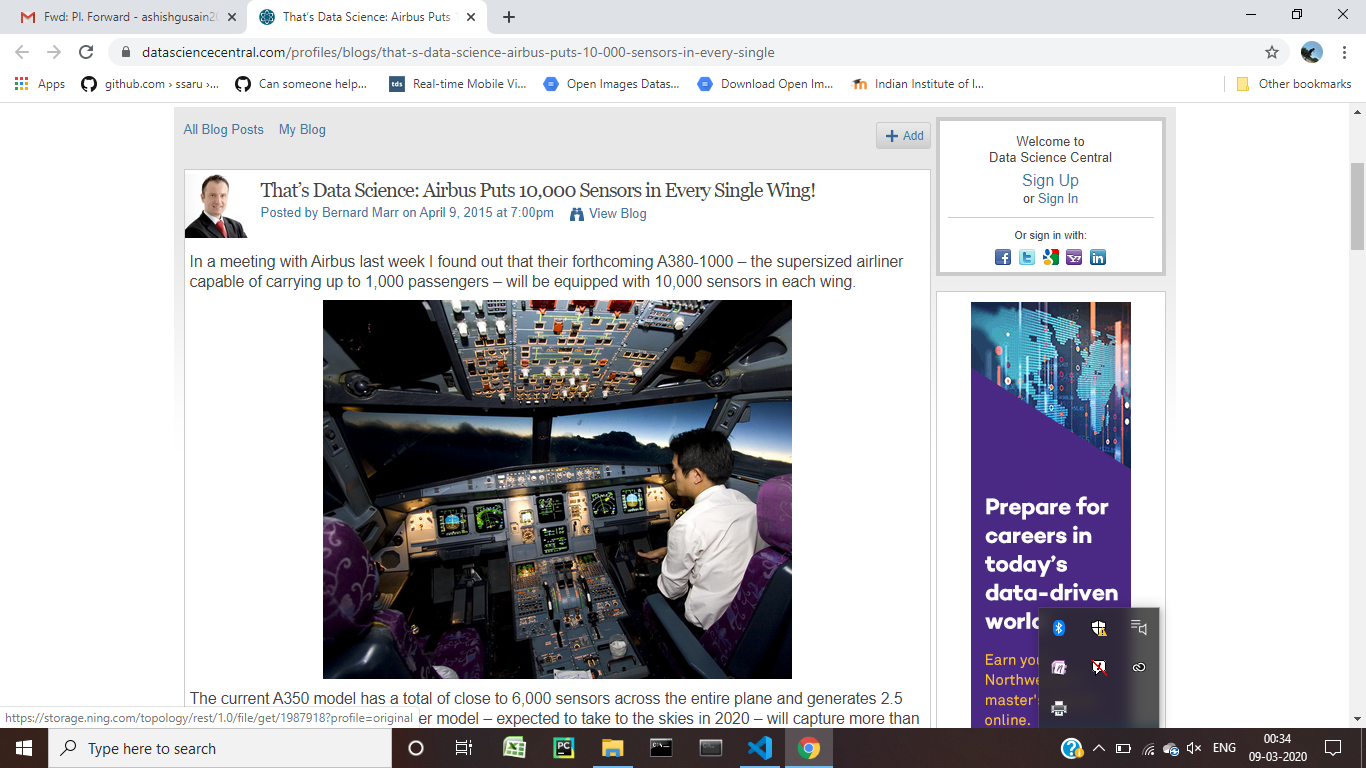 Fwd: Pl. Forward - ashishgusain20
That's Data Science: Airbus Puts 1
datasciencecentral.com/profiles/blogs/that-s-data-science-airbus-puts-10-000-sensors-in-every-single
Apps
github.com › ssaru ›...
Can someone help...
tds
Real-time Mobile Vi...
Open Images Datas...
Download Open Im...
Indian Institute of I...
Other bookmarks
All Blog Posts
My Blog
Add
That's Data Science: Airbus Puts 10,000 Sensors in Every Single Wing!
Posted by Bernard Marr on April 9, 2015 at 7:00pm
View Blog
In a meeting with Airbus last week I found out that their forthcoming A380-1000 – the supersized airliner
capable of carrying up to 1,000 passengers – will be equipped with 10,000 sensors in each wing.
The current A350 model has a total of close to 6,000 sensors across the entire plane and generates 2.5
er model – expected to take to the skies in 2020 – will capture more than
https://storage.ning.com/topology/rest/1.0/file/get/1987918?profile=original
Welcome to
Data Science Central
Sign Up
or Sign In
Or sign in with:
Prepare for
careers in
today's
data-driven
world
Earn you
Northwe
master's
online.
Type here to search
ENG
00:34
09-03-2020